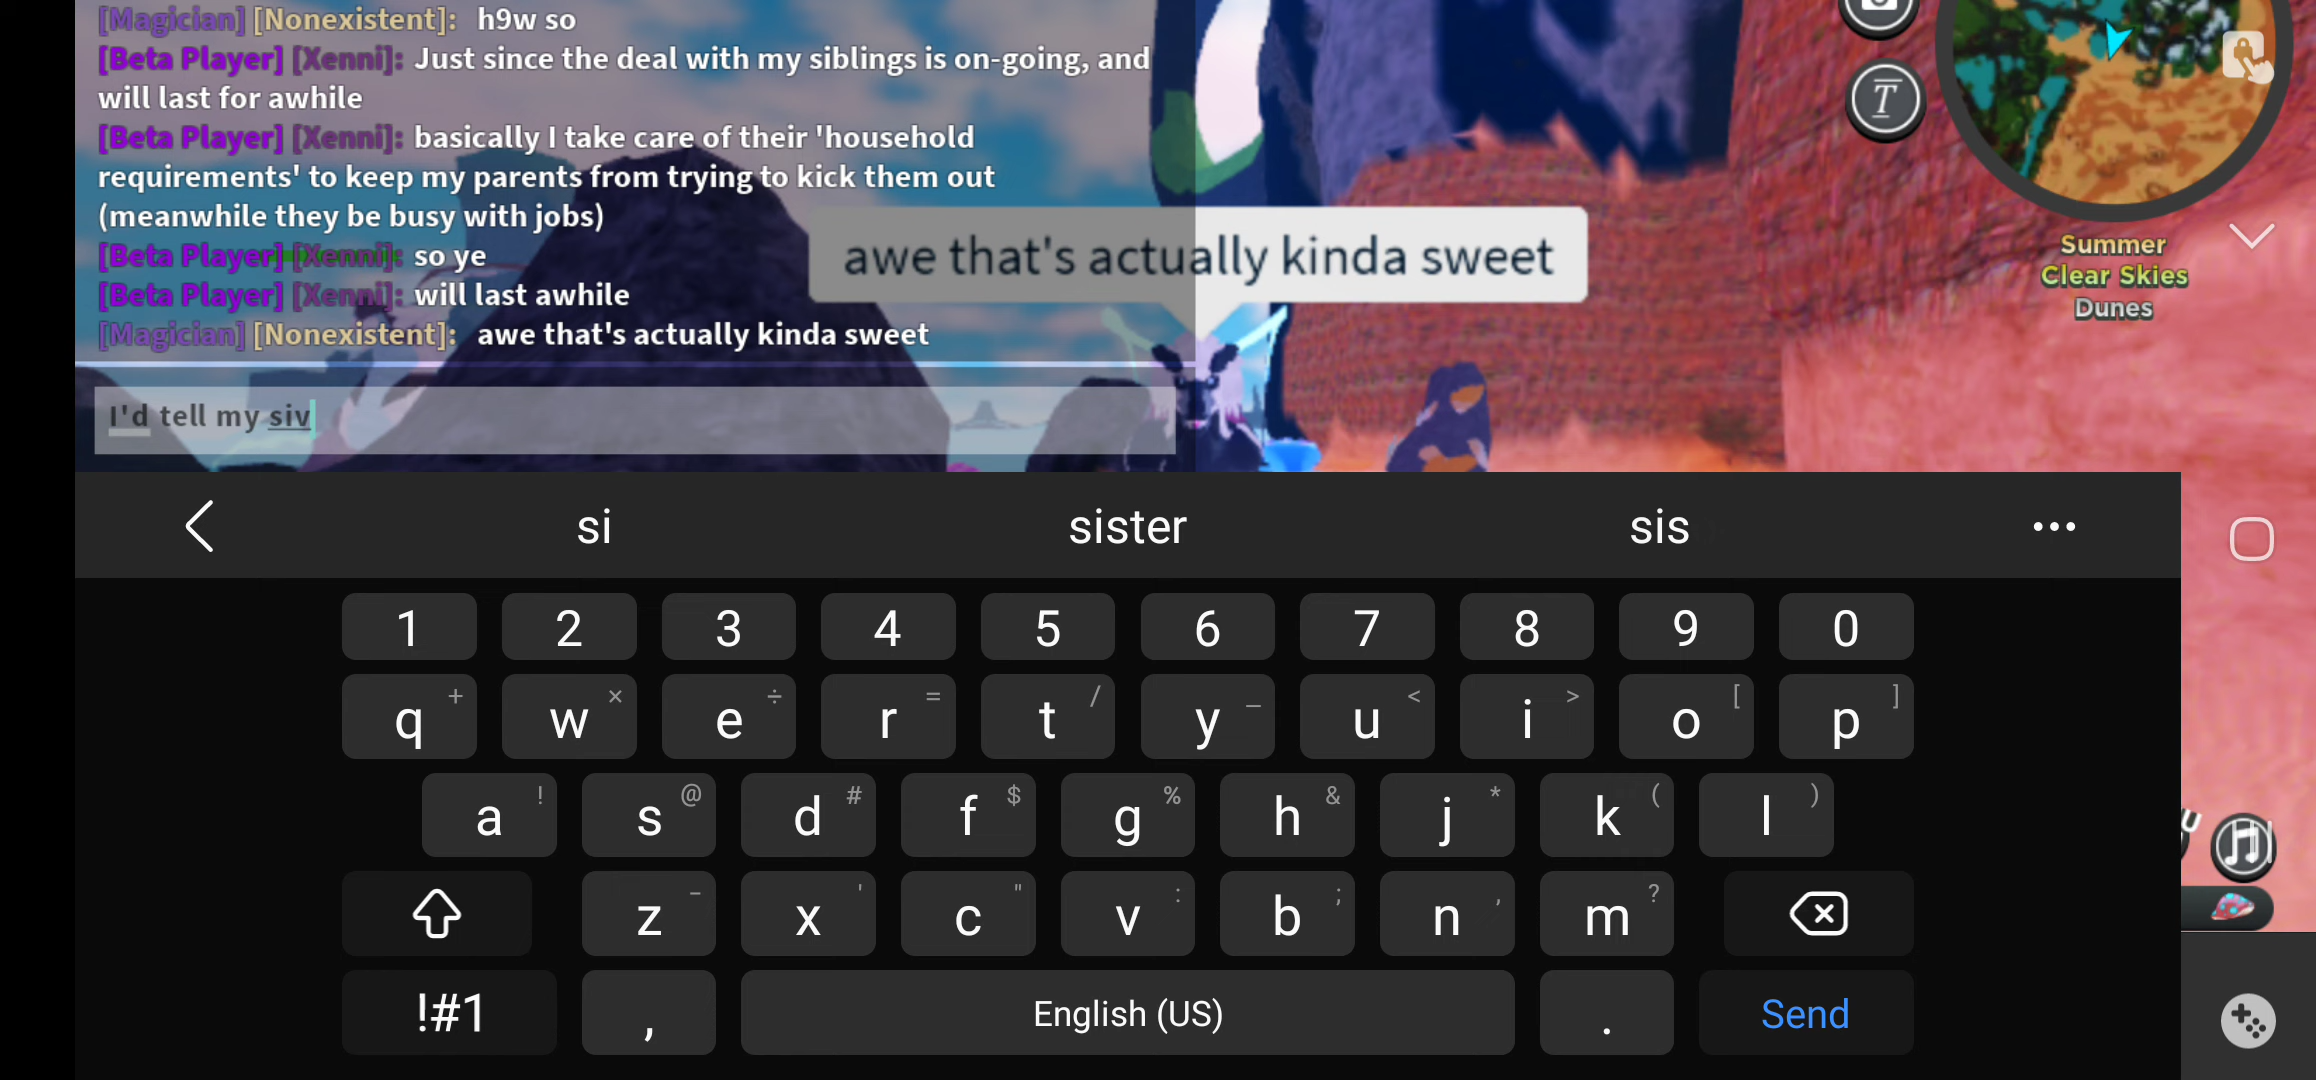 [Magician] [Nonexistent]: h9w so
[Beta Player] [Xenni]: Just since the deal with my siblings is on-going, and
will last for awhile
[Beta Player] [Xenni]: basically I take care of their 'household
requirements' to keep my parents from trying to kick them out
(meanwhile they be busy with jobs)
[Beta Player] [Xenni]: so ye
[Beta Player] [Xenni]: will last awhile
[Magician] [Nonexistent]: awe that's actually kinda sweet
awe that's actually kinda sweet
T
Summer
Clear Skies
Dunes
I'd tell my siv
si sister sis ...
1 2 3 4 5 6 7 8 9 0
q + w × e ÷ r = t / y _ u < i > o [ p ]
a ! s @ d # f $ g % h & j * k ( l )
z - x ' c " v : b ; n , m ?
!#1 , English (US) . Send